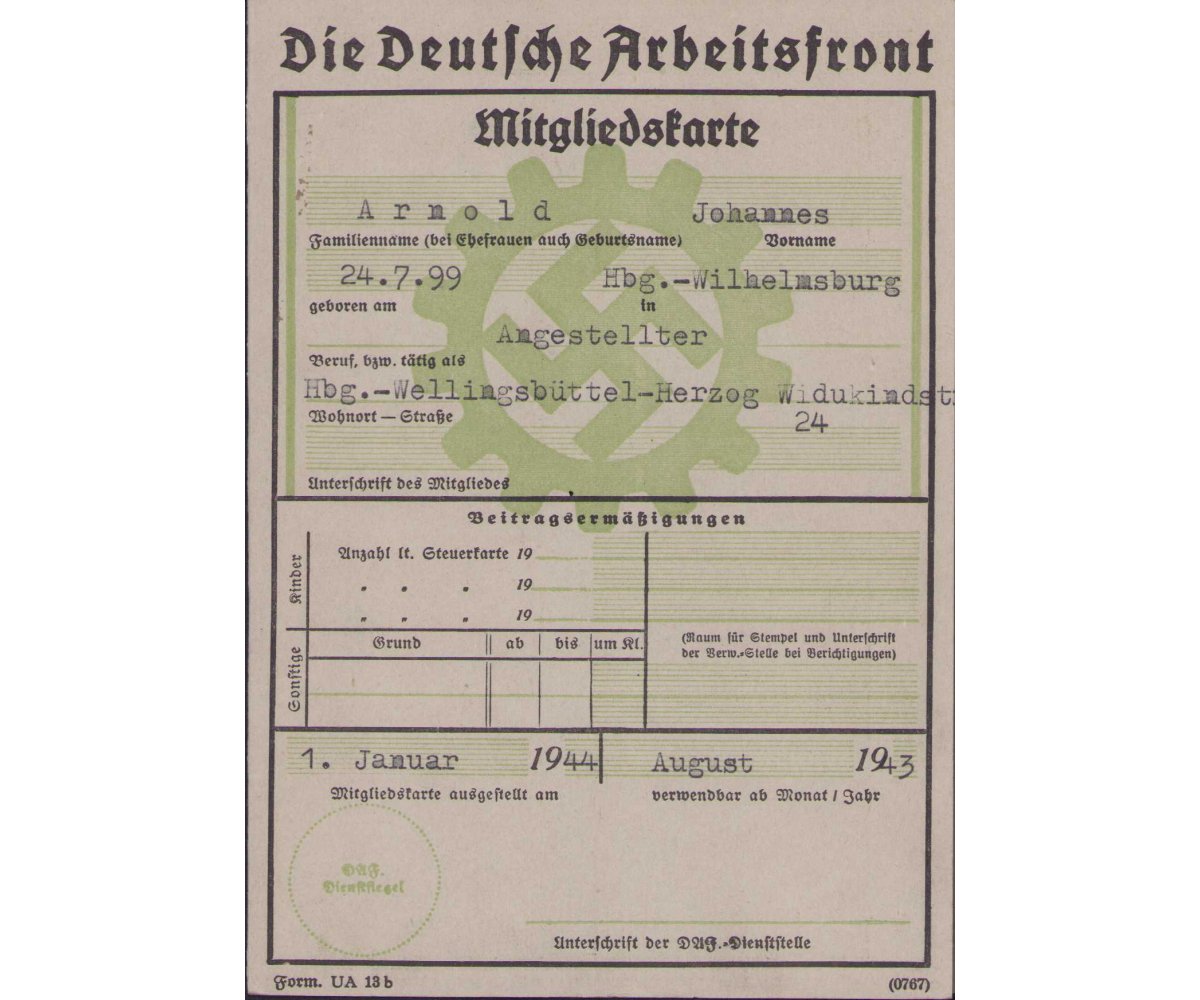 Die Deutsche Arbeitsfront
Mitgliedskarte
Arnold Johannes
Familienname (bei Ehefrauen auch Geburtsname) Vorname
24.7.99 Hbg.-Wilhelmsburg
geboren am in
Angestellter
Beruf, bzw. tätig als
Hbg.-Wellingsbüttel-Herzog Widukindst
Wohnort — Straße 24
Unterschrift des Mitgliedes
Beitragsermäßigungen
Kinder
Anzahl lt. Steuerkarte 19
" " " 19
" " " 19
Sonstige
Grund ab bis um Kl.
(Raum für Stempel und Unterschrift
der Verw.-Stelle bei Berichtigungen)
1. Januar 1944 August 1943
Mitgliedskarte ausgestellt am verwendbar ab Monat / Jahr
DAF.
Dienstsiegel
Unterschrift der DAF.-Dienststelle
Form. UA 13 b (0767)